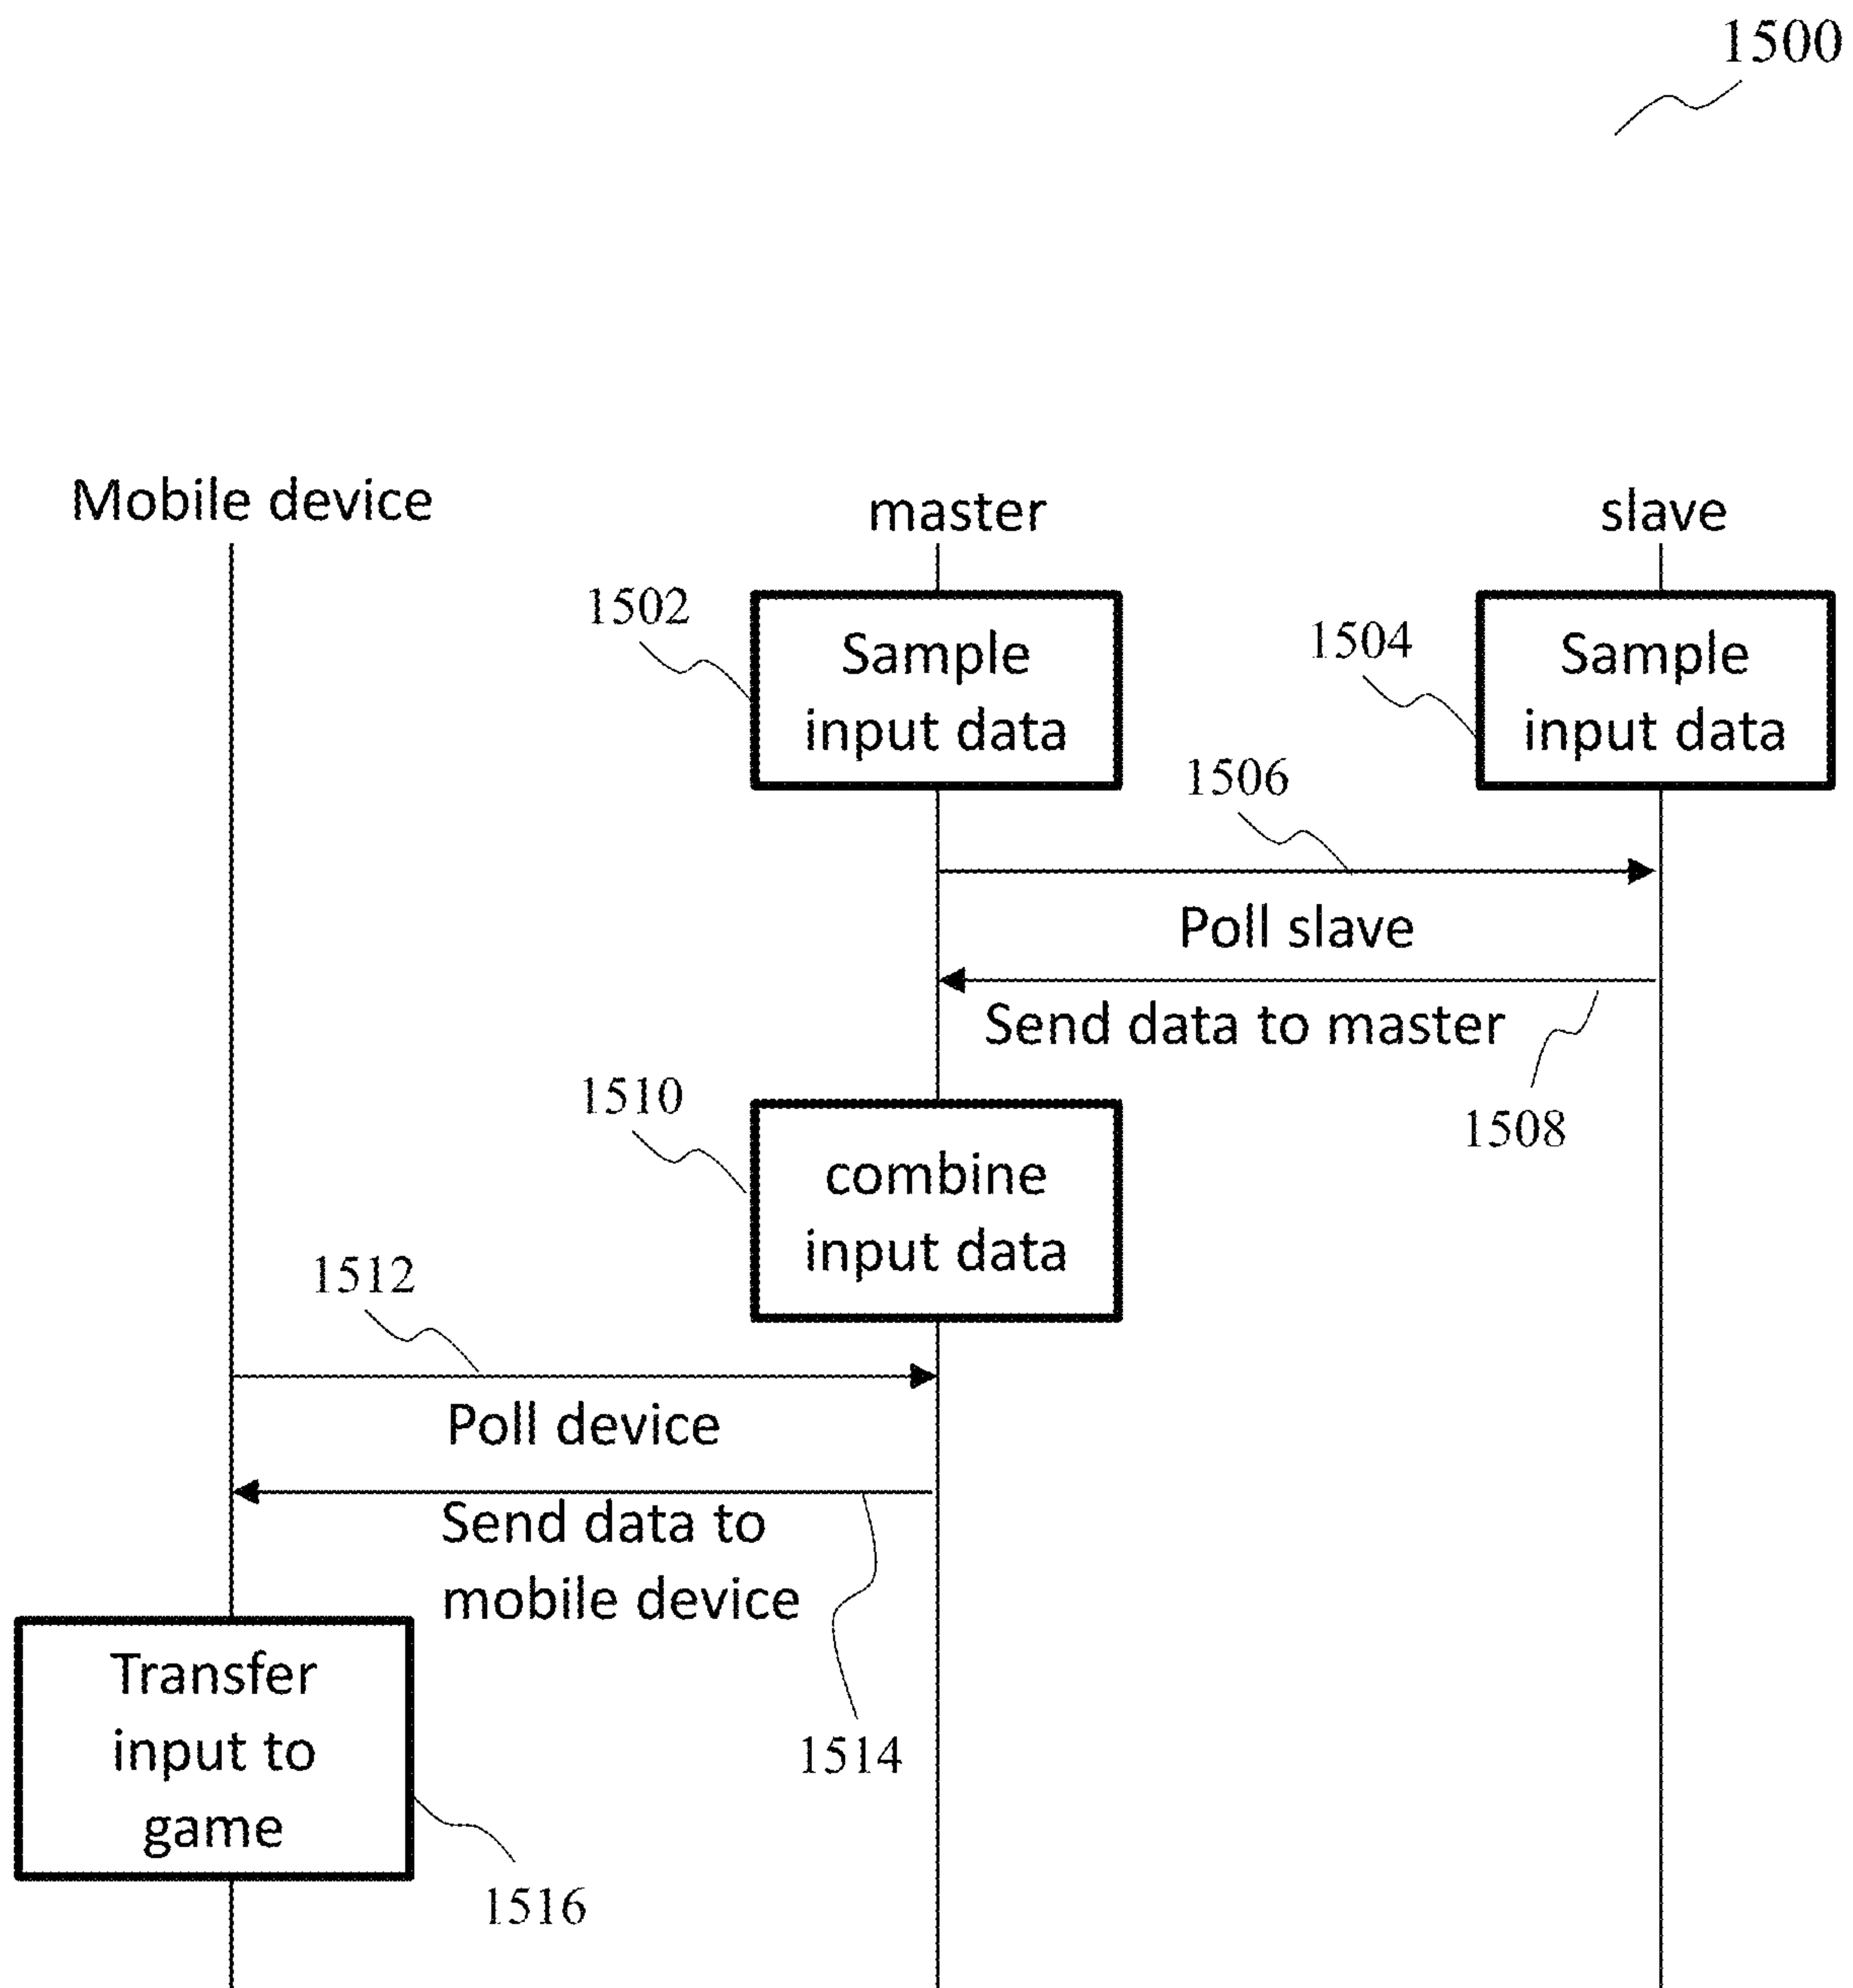 1500
Mobile device
master
slave
1502
Sample
input data
1504
Sample
input data
1506
Poll slave
Send data to master
1508
1510
combine
input data
1512
Poll device
Send data to
mobile device
1514
Transfer
input to
game
1516